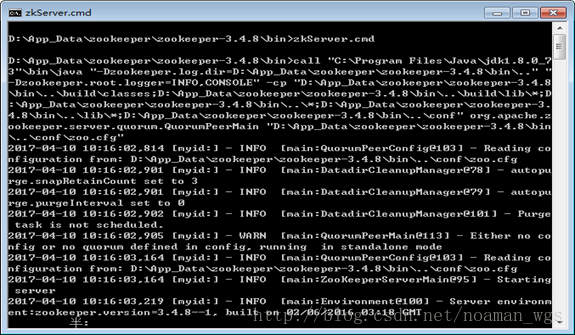 zkServer.cmd
D:\App_Data\zookeeper\zookeeper-3.4.8\bin>zkServer.cmd
D:\App_Data\zookeeper\zookeeper-3.4.8\bin>call "C:\Program Files\Java\jdk1.8.0_7
3"\bin\java "-Dzookeeper.log.dir=D:\App_Data\zookeeper\zookeeper-3.4.8\bin\.." "
-Dzookeeper.root.logger=INFO,CONSOLE" -cp "D:\App_Data\zookeeper\zookeeper-3.4.8
\bin\..\build\classes;D:\App_Data\zookeeper\zookeeper-3.4.8\bin\..\build\lib\*;D
:\App_Data\zookeeper\zookeeper-3.4.8\bin\..\*;D:\App_Data\zookeeper\zookeeper-3.
4.8\bin\..\lib\*;D:\App_Data\zookeeper\zookeeper-3.4.8\bin\..\conf" org.apache.z
ookeeper.server.quorum.QuorumPeerMain "D:\App_Data\zookeeper\zookeeper-3.4.8\bin
\..\conf\zoo.cfg"
2017-04-10 10:16:02,814 [myid:] - INFO  [main:QuorumPeerConfig@103] - Reading co
nfiguration from: D:\App_Data\zookeeper\zookeeper-3.4.8\bin\..\conf\zoo.cfg
2017-04-10 10:16:02,901 [myid:] - INFO  [main:DatadirCleanupManager@78] - autopu
rge.snapRetainCount set to 3
2017-04-10 10:16:02,901 [myid:] - INFO  [main:DatadirCleanupManager@79] - autopu
rge.purgeInterval set to 0
2017-04-10 10:16:02,902 [myid:] - INFO  [main:DatadirCleanupManager@101] - Purge
 task is not scheduled.
2017-04-10 10:16:02,905 [myid:] - WARN  [main:QuorumPeerMain@113] - Either no co
nfig or no quorum defined in config, running  in standalone mode
2017-04-10 10:16:03,164 [myid:] - INFO  [main:QuorumPeerConfig@103] - Reading co
nfiguration from: D:\App_Data\zookeeper\zookeeper-3.4.8\bin\..\conf\zoo.cfg
2017-04-10 10:16:03,164 [myid:] - INFO  [main:ZooKeeperServerMain@95] - Starting
 server
2017-04-10 10:16:03,219 [myid:] - INFO  [main:Environment@100] - Server environm
ent:zookeeper.version=3.4.8--1, built on 02/06/2016 03:18 GMT
半:
http://blog.csdn.net/noaman_wgs